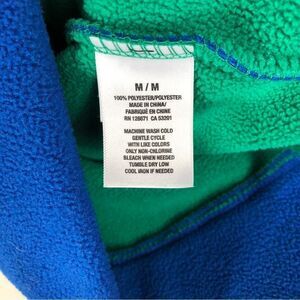 M / M
100% POLYESTER/POLYESTER
MADE IN CHINA/
FABRIQUÉ EN CHINE
RN 128671 CA 53201
MACHINE WASH COLD
GENTLE CYCLE
WITH LIKE COLORS
ONLY NON-CHLORINE
BLEACH WHEN NEEDED
TUMBLE DRY LOW
COOL IRON IF NEEDED